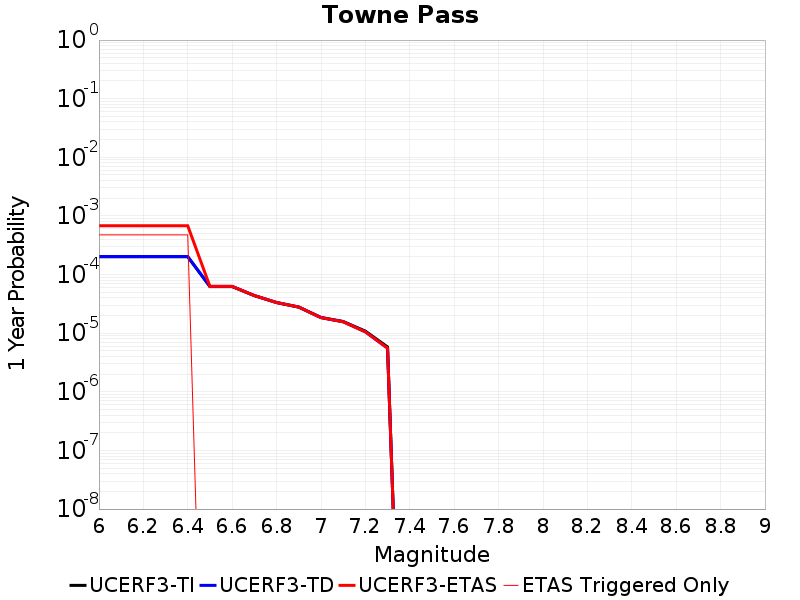 Towne Pass
1 Year Probability
10^0
10^-1
10^-2
10^-3
10^-4
10^-5
10^-6
10^-7
10^-8
6 6.2 6.4 6.6 6.8 7 7.2 7.4 7.6 7.8 8 8.2 8.4 8.6 8.8 9
Magnitude
UCERF3-TI UCERF3-TD UCERF3-ETAS ETAS Triggered Only